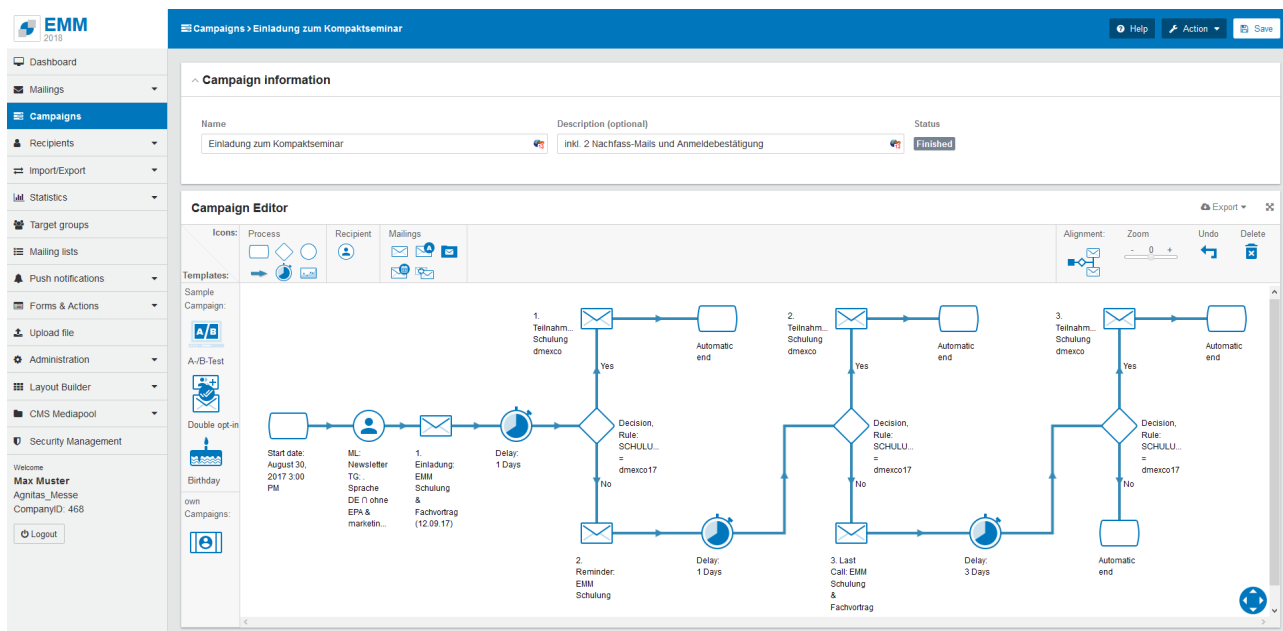 EMM
2018
Campaigns > Einladung zum Kompaktseminar
Help
Action
Save
Dashboard
Mailings
Campaigns
Recipients
Import/Export
Statistics
Target groups
Mailing lists
Push notifications
Forms & Actions
Upload file
Administration
Layout Builder
CMS Mediapool
Security Management
Welcome
Max Muster
Agnitas_Messe
CompanyID: 468
Logout
Campaign information
Name
Description (optional)
Status
Einladung zum Kompaktseminar
inkl. 2 Nachfass-Mails und Anmeldebestätigung
Finished
Campaign Editor
Export
Icons:
Process
Recipient
Mailings
Alignment:
Zoom
- 0 +
Undo
Delete
Templates:
Sample
Campaign:
A/B
A-/B-Test
Double opt-in
Birthday
own
Campaigns:
Start date:
August 30,
2017 3:00
PM
ML:
Newsletter
TG: .
Sprache
DE ∩ ohne
EPA &
marketin...
1.
Einladung:
EMM
Schulung
&
Fachvortrag
(12.09.17)
Delay:
1 Days
1.
Teilnahm...
Schulung
dmexco
Automatic
end
Yes
Decision,
Rule:
SCHULU...
=
dmexco17
No
2.
Reminder:
EMM
Schulung
Delay:
1 Days
2.
Teilnahm...
Schulung
dmexco
Automatic
end
Yes
Decision,
Rule:
SCHULU...
=
dmexco17
No
3. Last
Call: EMM
Schulung
&
Fachvortrag
Delay:
3 Days
3.
Teilnahm...
Schulung
dmexco
Automatic
end
Yes
Decision,
Rule:
SCHULU...
=
dmexco17
No
Automatic
end